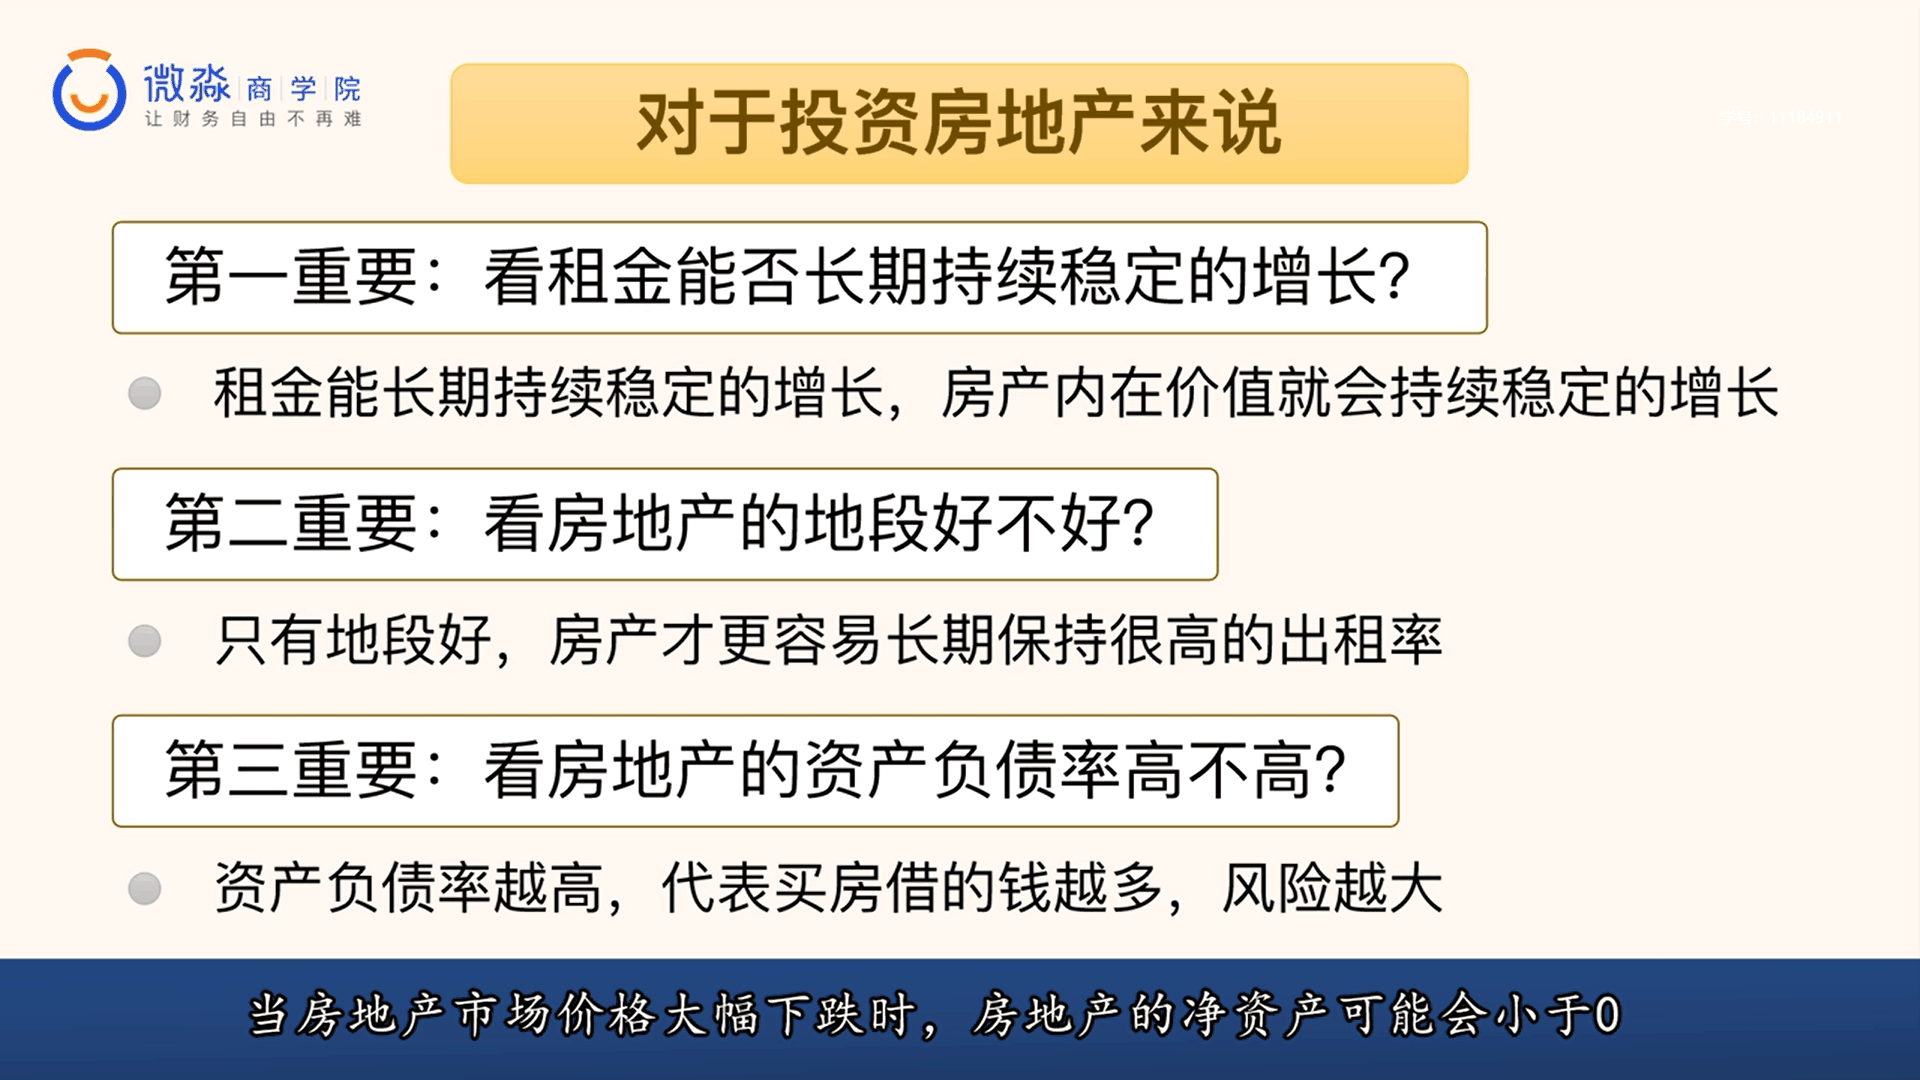 微淼 商 学 院
让财务自由不再难
对于投资房地产来说
第一重要：看租金能否长期持续稳定的增长？
租金能长期持续稳定的增长，房产内在价值就会持续稳定的增长
第二重要：看房地产的地段好不好？
只有地段好，房产才更容易长期保持很高的出租率
第三重要：看房地产的资产负债率高不高？
资产负债率越高，代表买房借的钱越多，风险越大
当房地产市场价格大幅下跌时，房地产的净资产可能会小于0